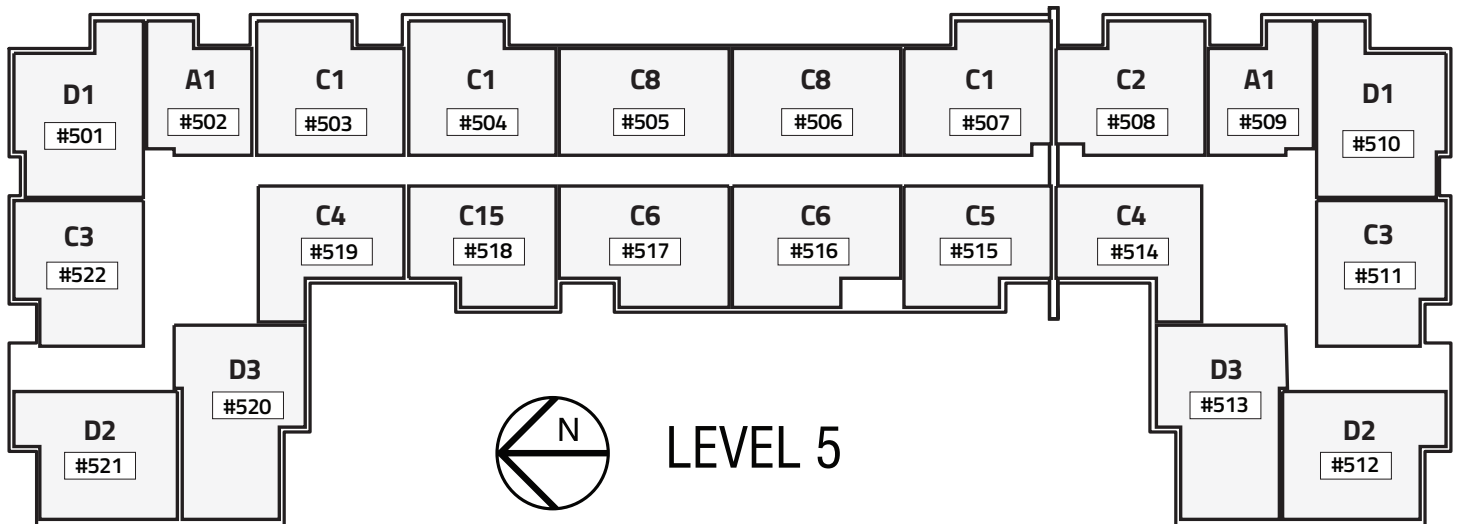 D1
#501
A1
#502
C1
#503
C1
#504
C8
#505
C8
#506
C1
#507
C2
#508
A1
#509
D1
#510
C3
#522
C4
#519
C15
#518
C6
#517
C6
#516
C5
#515
C4
#514
C3
#511
D2
#521
D3
#520
N
LEVEL 5
D3
#513
D2
#512